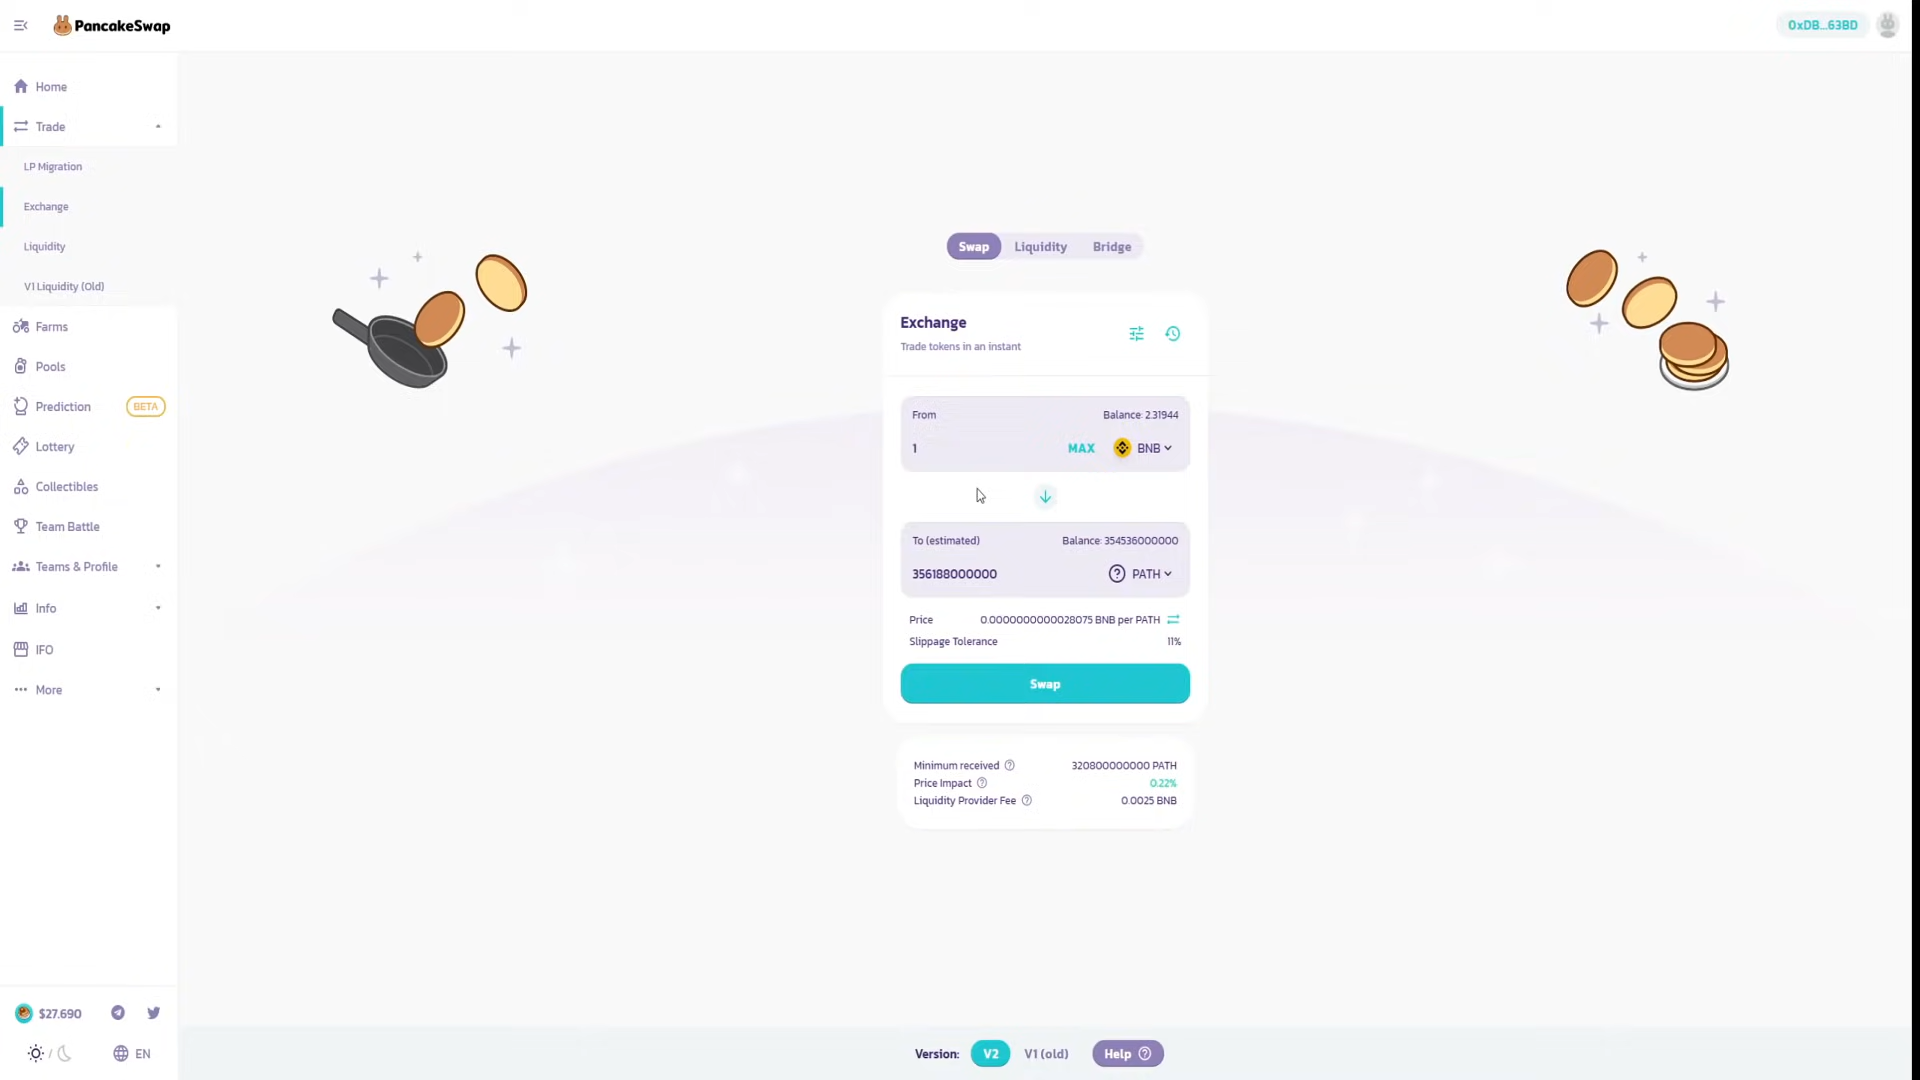 PancakeSwap
0xDB...63BD
Home
Trade
LP Migration
Exchange
Liquidity
V1 Liquidity (Old)
Farms
Pools
Prediction BETA
Lottery
Collectibles
Team Battle
Teams & Profile
Info
IFO
More
$27.690
/
EN
Swap Liquidity Bridge
Exchange
Trade tokens in an instant
From Balance: 2.31944
1 MAX BNB
To (estimated) Balance: 354536000000
356188000000 ? PATH
Price 0.0000000000028075 BNB per PATH
Slippage Tolerance 11%
Swap
Minimum received ? 320800000000 PATH
Price Impact ? 0.22%
Liquidity Provider Fee ? 0.0025 BNB
Version: V2 V1 (old) Help ?